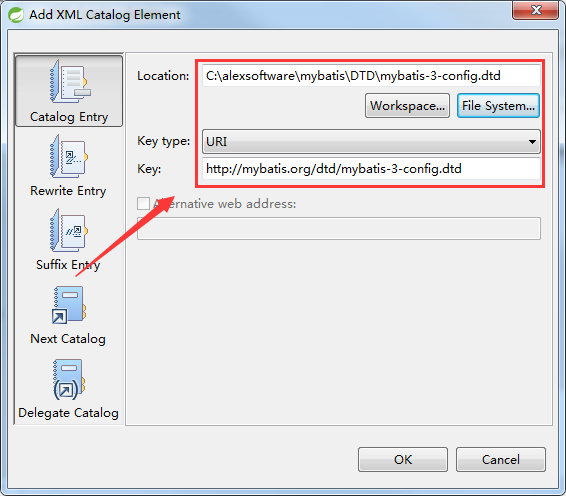 Add XML Catalog Element
Catalog Entry
Rewrite Entry
Suffix Entry
Next Catalog
Delegate Catalog
Location: C:\alexsoftware\mybatis\DTD\mybatis-3-config.dtd
Workspace... File System...
Key type: URI
Key: http://mybatis.org/dtd/mybatis-3-config.dtd
Alternative web address:
OK Cancel